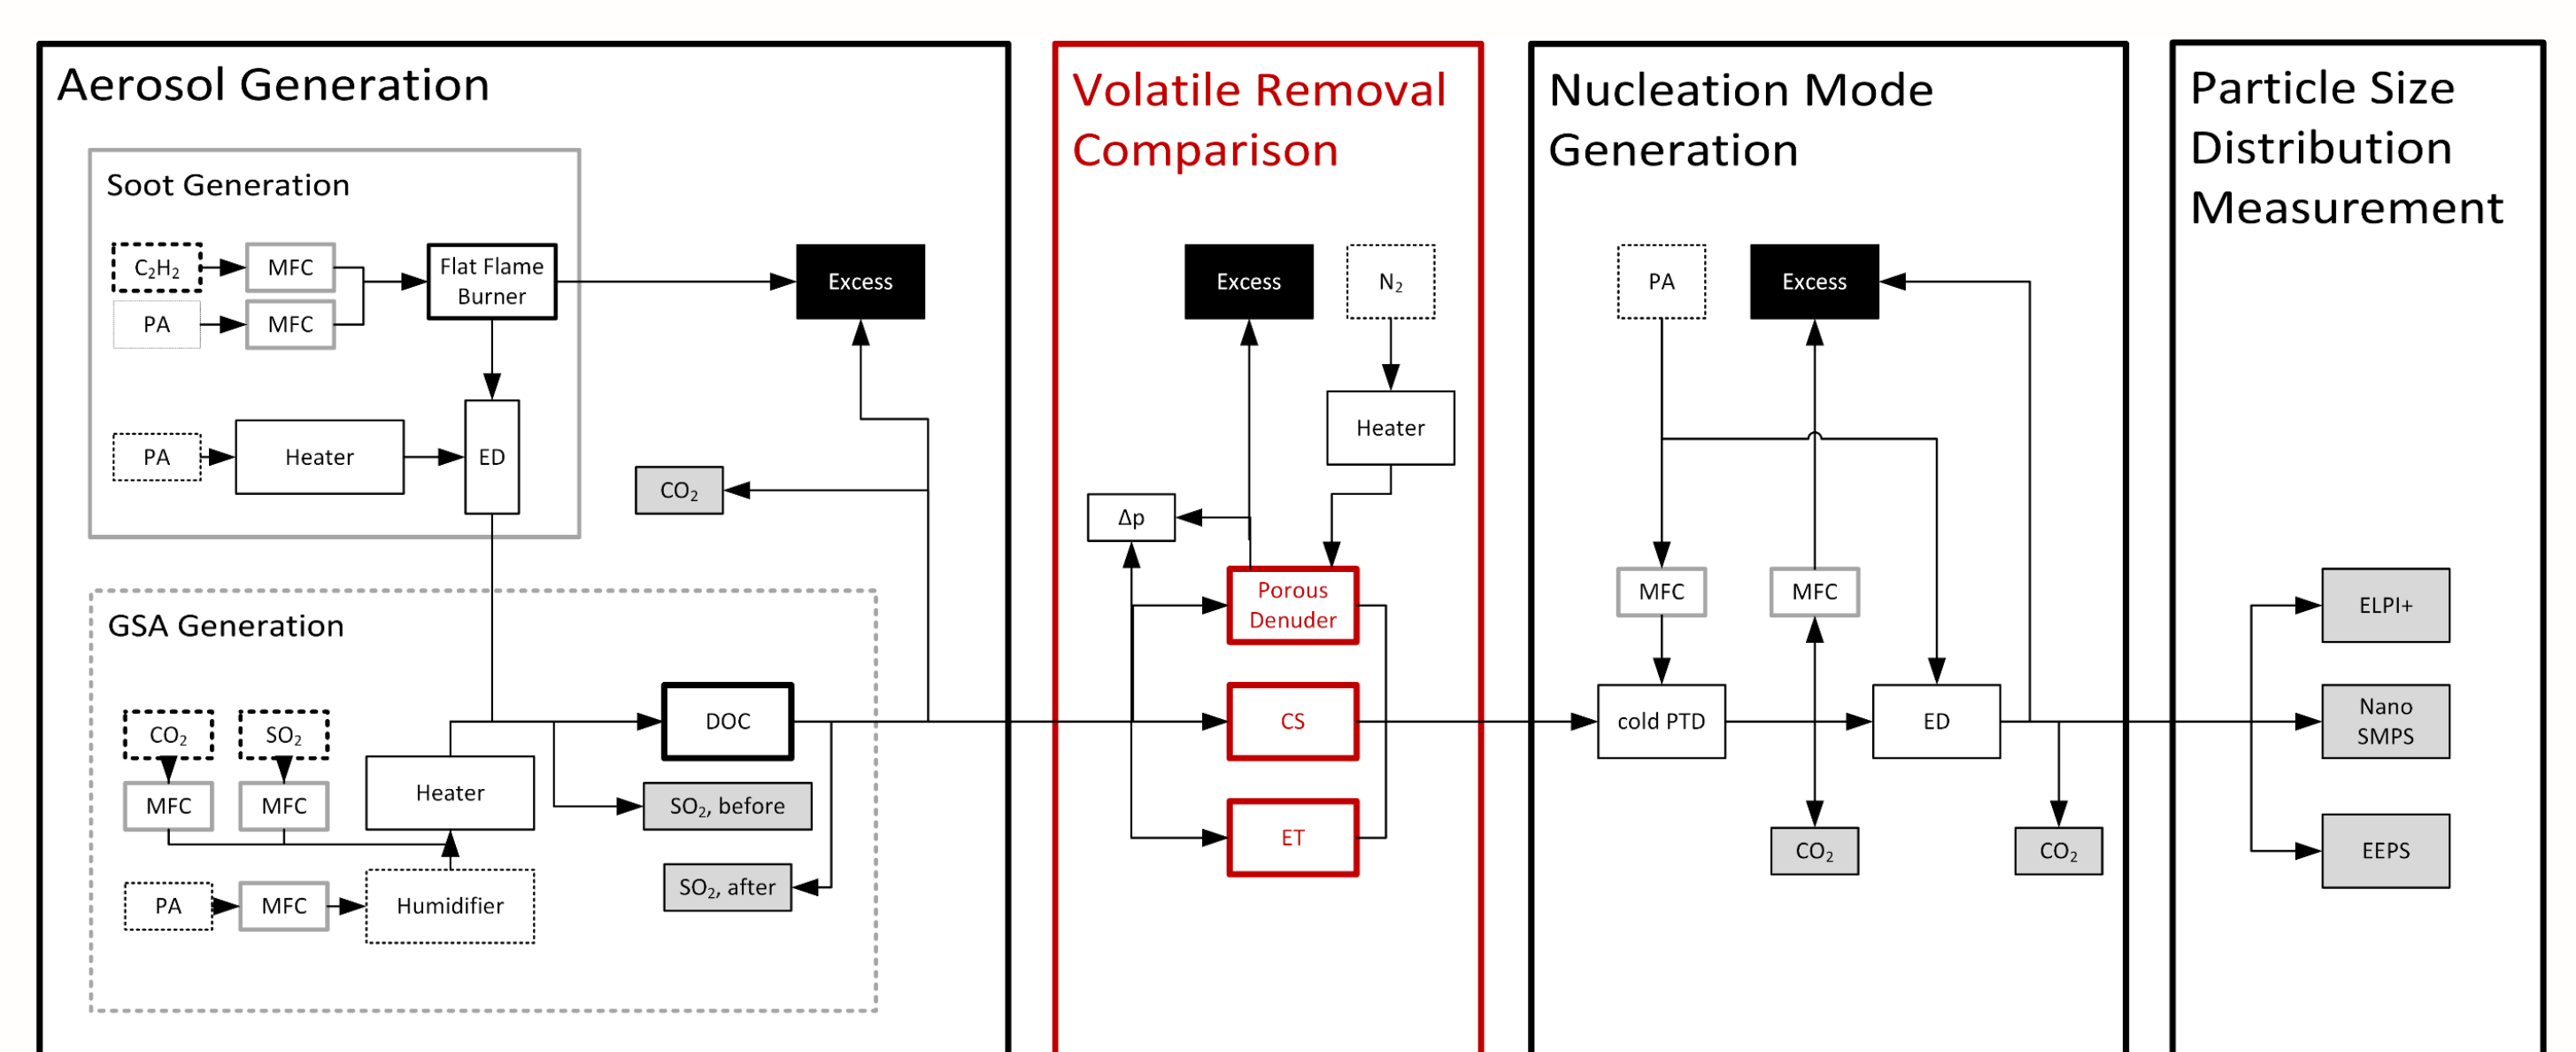 Aerosol Generation
Soot Generation
C₂H₂
MFC
Flat Flame
Burner
Excess
PA
MFC
PA
Heater
ED
CO₂
GSA Generation
CO₂
SO₂
DOC
MFC
MFC
Heater
SO₂, before
SO₂, after
PA
MFC
Humidifier
Volatile Removal
Comparison
Excess
N₂
Heater
Δp
Porous
Denuder
CS
ET
Nucleation Mode
Generation
PA
Excess
MFC
MFC
cold PTD
ED
CO₂
CO₂
Particle Size
Distribution
Measurement
ELPI+
Nano
SMPS
EEPS